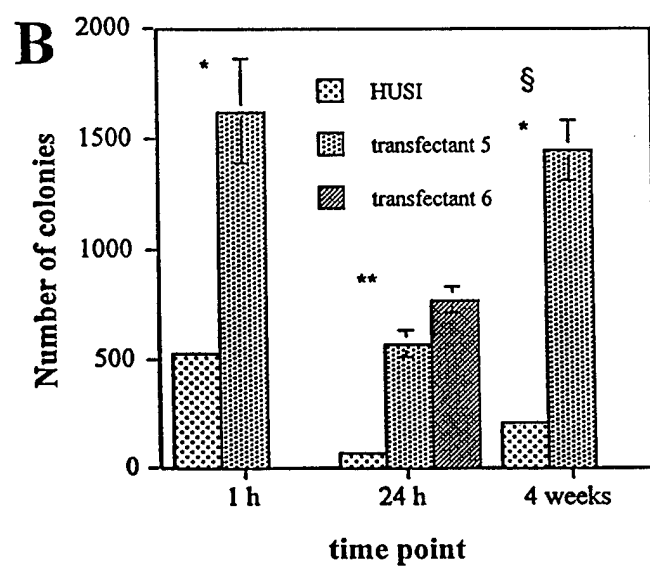 B
2000
1500
1000
500
0
Number of colonies
*
HUSI
transfectant 5
transfectant 6
**
§
*
1 h
24 h
4 weeks
time point